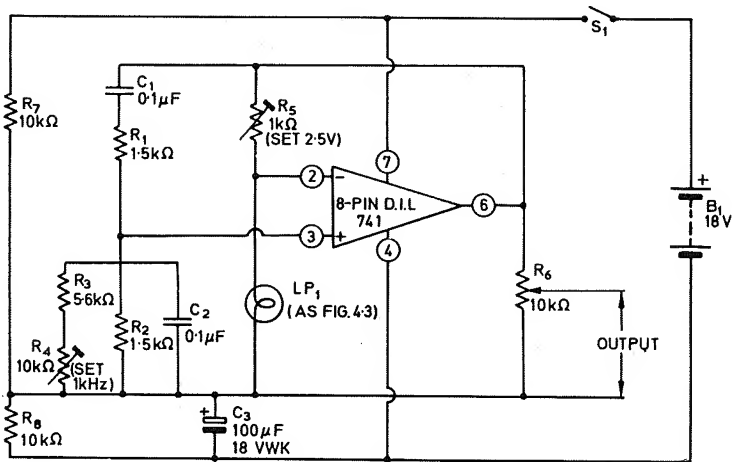 S1
C1
0·1µF
R7
10kΩ
R5
1kΩ
(SET 2·5V)
R1
1·5kΩ
7
2
−
8-PIN D.I.L
741
6
+
B1
18V
3
+
4
R3
5·6kΩ
R6
10kΩ
LP1
(AS FIG.4·3)
C2
0·1µF
R2
1·5kΩ
R4
10kΩ
(SET
1kHz)
OUTPUT
R8
10kΩ
+
C3
100µF
18 VWK